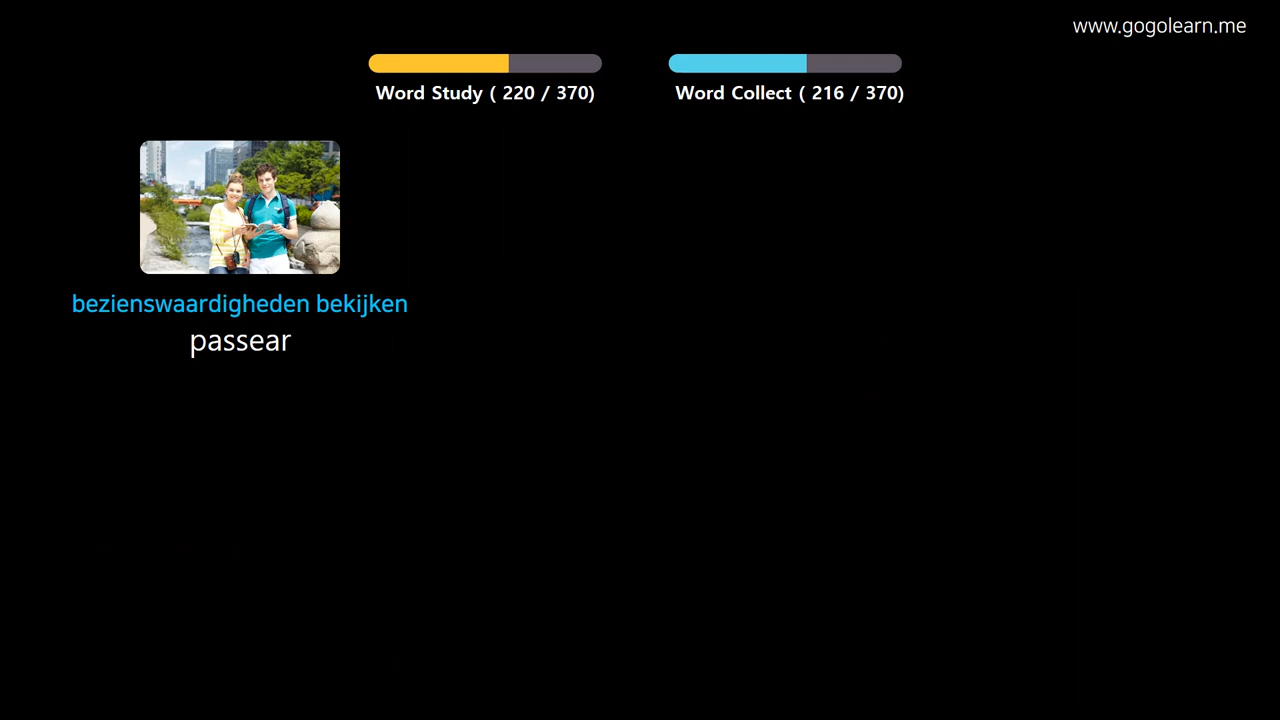 www.gogolearn.me
Word Study ( 220 / 370)
Word Collect ( 216 / 370)
bezienswaardigheden bekijken
passear